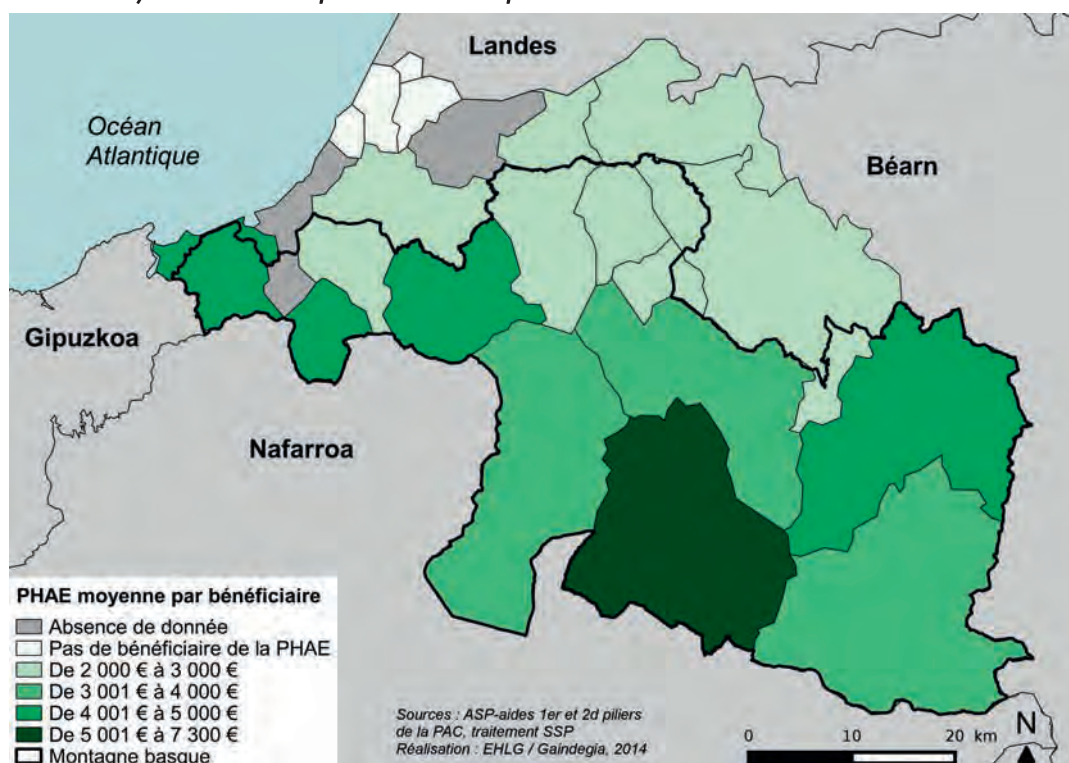 Landes
Océan
Atlantique
Béarn
Gipuzkoa
Nafarroa
PHAE moyenne par bénéficiaire
Absence de donnée
Pas de bénéficiaire de la PHAE
De 2 000 € à 3 000 €
De 3 001 € à 4 000 €
De 4 001 € à 5 000 €
De 5 001 € à 7 300 €
Montagne basque
Sources : ASP-aides 1er et 2d piliers
de la PAC, traitement SSP
Réalisation : EHLG / Gaindegia, 2014
N
0 10 20 km